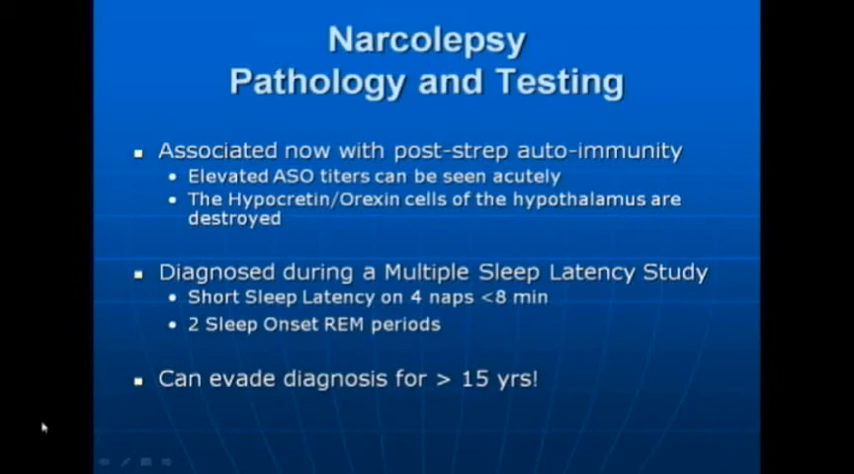 Narcolepsy
Pathology and Testing
Associated now with post-strep auto-immunity
Elevated ASO titers can be seen acutely
The Hypocretin/Orexin cells of the hypothalamus are
destroyed
Diagnosed during a Multiple Sleep Latency Study
Short Sleep Latency on 4 naps <8 min
2 Sleep Onset REM periods
Can evade diagnosis for > 15 yrs!